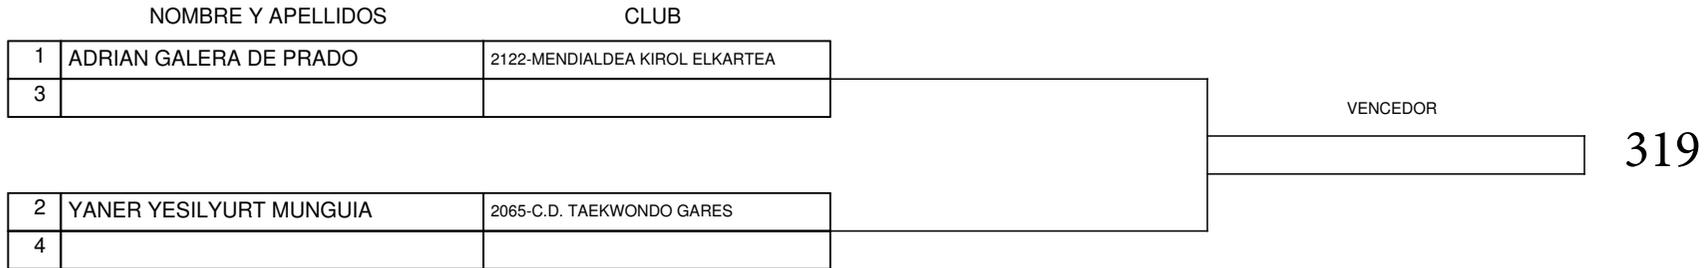 NOMBRE Y APELLIDOS CLUB
1 ADRIAN GALERA DE PRADO 2122-MENDIALDEA KIROL ELKARTEA
3
VENCEDOR
319
2 YANER YESILYURT MUNGUIA 2065-C.D. TAEKWONDO GARES
4